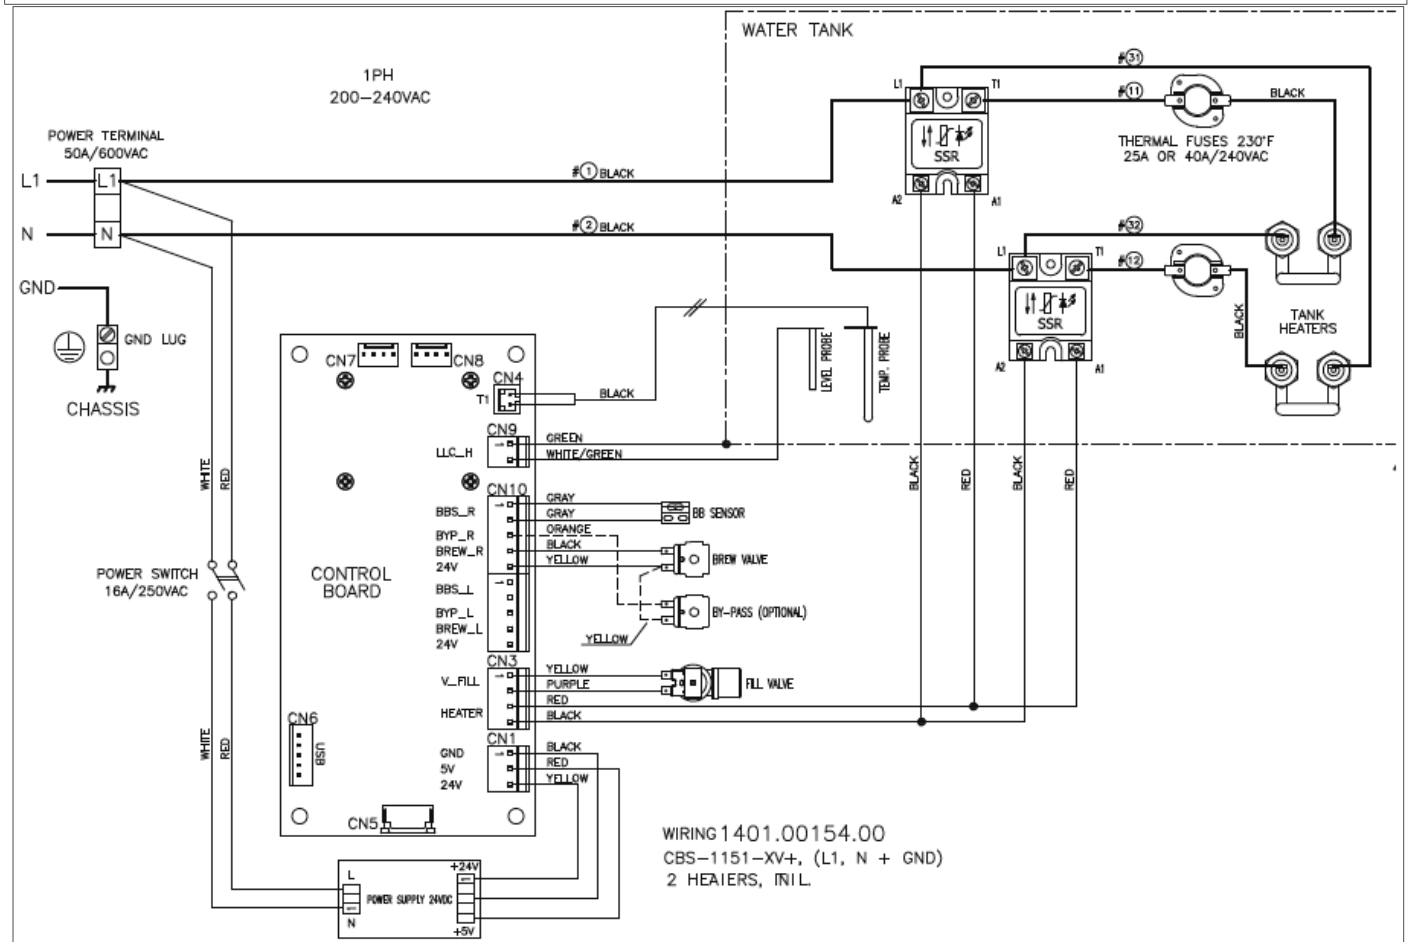 WATER TANK
1PH
200-240VAC
POWER TERMINAL
50A/600VAC
L1
L1
N
N
#1 BLACK
#2 BLACK
GND
GND LUG
CHASSIS
L1
T1
SSR
A2
A1
#31
#11
BLACK
THERMAL FUSES 230°F
25A OR 40A/240VAC
#32
#12
L1
T1
SSR
A2
A1
BLACK
TANK
HEATERS
LEVEL PROBE
TEMP. PROBE
BLACK
RED
BLACK
RED
WHITE
RED
POWER SWITCH
16A/250VAC
WHITE
RED
CN7
CN8
CN4
T1
BLACK
CN9
LLC_H
GREEN
WHITE/GREEN
CN10
BBS_R
BYP_R
BREW_R
24V
BBS_L
BYP_L
BREW_L
24V
GRAY
GRAY
ORANGE
BLACK
YELLOW
BB SENSOR
BREW VALVE
BY-PASS (OPTIONAL)
YELLOW
CONTROL
BOARD
CN3
V_FILL
HEATER
YELLOW
PURPLE
RED
BLACK
FILL VALVE
CN6
USB
CN1
GND
5V
24V
BLACK
RED
YELLOW
CN5
L
N
POWER SUPPLY 24VDC
+24V
+5V
WIRING 1401.00154.00
CBS-1151-XV+, (L1, N + GND)
2